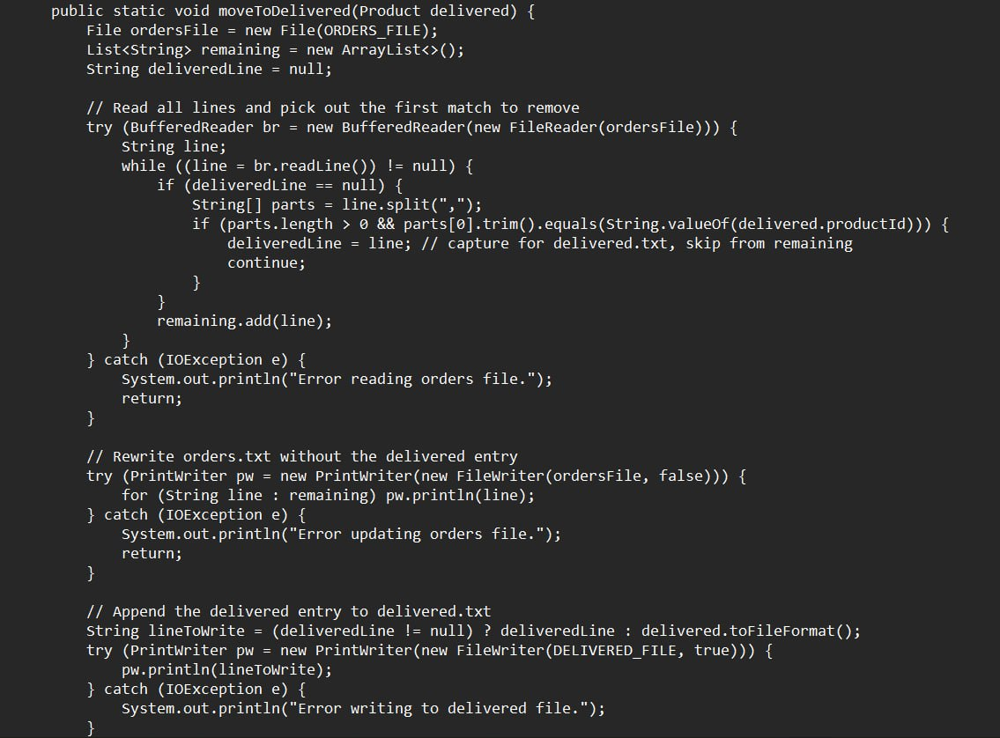 public static void moveToDelivered(Product delivered) {
    File ordersFile = new File(ORDERS_FILE);
    List<String> remaining = new ArrayList<>();
    String deliveredLine = null;

    // Read all lines and pick out the first match to remove
    try (BufferedReader br = new BufferedReader(new FileReader(ordersFile))) {
        String line;
        while ((line = br.readLine()) != null) {
            if (deliveredLine == null) {
                String[] parts = line.split(",");
                if (parts.length > 0 && parts[0].trim().equals(String.valueOf(delivered.productId))) {
                    deliveredLine = line; // capture for delivered.txt, skip from remaining
                    continue;
                }
            }
            remaining.add(line);
        }
    } catch (IOException e) {
        System.out.println("Error reading orders file.");
        return;
    }

    // Rewrite orders.txt without the delivered entry
    try (PrintWriter pw = new PrintWriter(new FileWriter(ordersFile, false))) {
        for (String line : remaining) pw.println(line);
    } catch (IOException e) {
        System.out.println("Error updating orders file.");
        return;
    }

    // Append the delivered entry to delivered.txt
    String lineToWrite = (deliveredLine != null) ? deliveredLine : delivered.toFileFormat();
    try (PrintWriter pw = new PrintWriter(new FileWriter(DELIVERED_FILE, true))) {
        pw.println(lineToWrite);
    } catch (IOException e) {
        System.out.println("Error writing to delivered file.");
    }